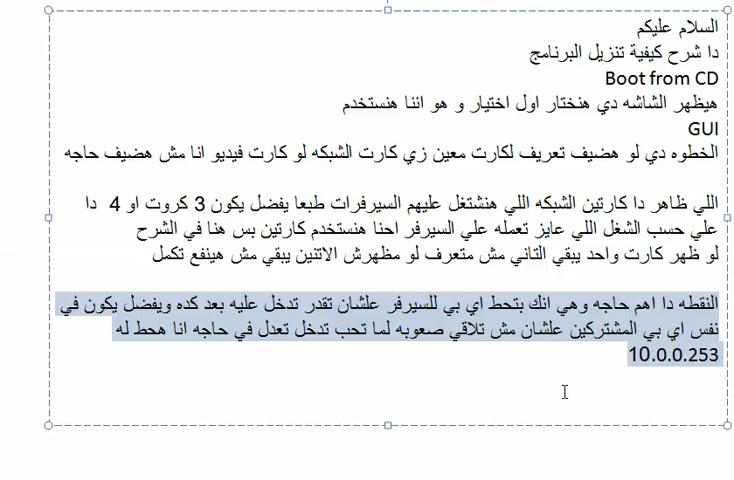 السلام عليكم
دا شرح كيفية تنزيل البرنامج
Boot from CD
هيظهر الشاشه دي هنختار اول اختيار و هو اننا هنستخدم
GUI
الخطوه دي لو هضيف تعريف لكارت معين زي كارت الشبكه لو كارت فيديو انا مش هضيف حاجه
اللي ظاهر دا كارتين الشبكه اللي هنشتغل عليهم السيرفرات طبعا يفضل يكون 3 كروت او 4 دا
علي حسب الشغل اللي عايز تعمله علي السيرفر احنا هنستخدم كارتين بس هنا في الشرح
لو ظهر كارت واحد يبقي التاني مش متعرف لو مظهرش الاتنين يبقي مش هينفع تكمل
النقطه دا اهم حاجه وهي انك بتحط اي بي للسيرفر علشان تقدر تدخل عليه بعد كده ويفضل يكون في
نفس اي بي المشتركين علشان مش تلاقي صعوبه لما تحب تدخل تعدل في حاجه انا هحط له
10.0.0.253